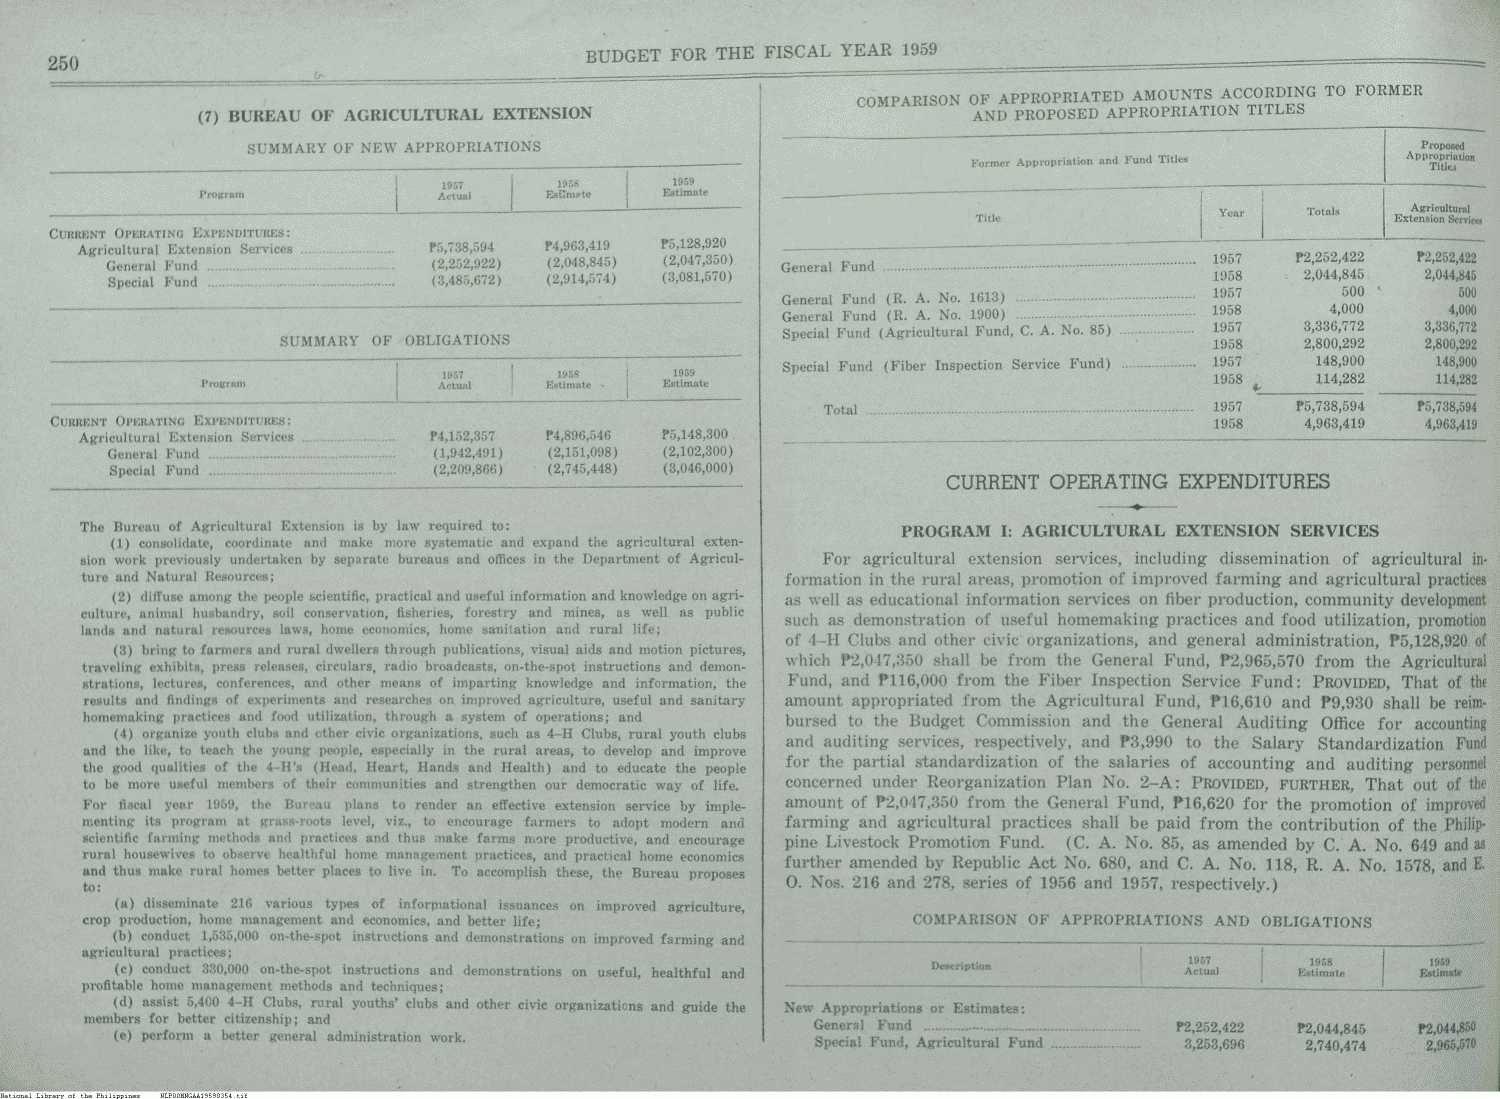 250
BUDGET FOR THE FISCAL YEAR 1959
(7) BUREAU OF AGRICULTURAL EXTENSION
SUMMARY OF NEW APPROPRIATIONS
Program 1957 Actual 1958 Estimate 1959 Estimate
CURRENT OPERATING EXPENDITURES:
Agricultural Extension Services ₱5,738,594 ₱4,963,419 ₱5,128,920
General Fund (2,252,922) (2,048,845) (2,047,350)
Special Fund (3,485,672) (2,914,574) (3,081,570)
SUMMARY OF OBLIGATIONS
Program 1957 Actual 1958 Estimate 1959 Estimate
CURRENT OPERATING EXPENDITURES:
Agricultural Extension Services ₱4,152,357 ₱4,896,546 ₱5,148,300
General Fund (1,942,491) (2,151,098) (2,102,300)
Special Fund (2,209,866) (2,745,448) (3,046,000)
The Bureau of Agricultural Extension is by law required to:
(1) consolidate, coordinate and make more systematic and expand the agricultural exten-
sion work previously undertaken by separate bureaus and offices in the Department of Agricul-
ture and Natural Resources;
(2) diffuse among the people scientific, practical and useful information and knowledge on agri-
culture, animal husbandry, soil conservation, fisheries, forestry and mines, as well as public
lands and natural resources laws, home economics, home sanitation and rural life;
(3) bring to farmers and rural dwellers through publications, visual aids and motion pictures,
traveling exhibits, press releases, circulars, radio broadcasts, on-the-spot instructions and demon-
strations, lectures, conferences, and other means of imparting knowledge and information, the
results and findings of experiments and researches on improved agriculture, useful and sanitary
homemaking practices and food utilization, through a system of operations; and
(4) organize youth clubs and other civic organizations, such as 4–H Clubs, rural youth clubs
and the like, to teach the young people, especially in the rural areas, to develop and improve
the good qualities of the 4–H's (Head, Heart, Hands and Health) and to educate the people
to be more useful members of their communities and strengthen our democratic way of life.
For fiscal year 1959, the Bureau plans to render an effective extension service by imple-
menting its program at grass-roots level, viz., to encourage farmers to adopt modern and
scientific farming methods and practices and thus make farms more productive, and encourage
rural housewives to observe healthful home management practices, and practical home economics
and thus make rural homes better places to live in. To accomplish these, the Bureau proposes
to:
(a) disseminate 216 various types of informational issuances on improved agriculture,
crop production, home management and economics, and better life;
(b) conduct 1,535,000 on-the-spot instructions and demonstrations on improved farming and
agricultural practices;
(c) conduct 330,000 on-the-spot instructions and demonstrations on useful, healthful and
profitable home management methods and techniques;
(d) assist 5,400 4–H Clubs, rural youths' clubs and other civic organizations and guide the
members for better citizenship; and
(e) perform a better general administration work.
COMPARISON OF APPROPRIATED AMOUNTS ACCORDING TO FORMER
AND PROPOSED APPROPRIATION TITLES
Former Appropriation and Fund Titles Proposed Appropriation Titles
Title Year Totals Agricultural Extension Services
General Fund 1957 ₱2,252,422 ₱2,252,422
1958 2,044,845 2,044,845
General Fund (R. A. No. 1613) 1957 500 500
General Fund (R. A. No. 1900) 1958 4,000 4,000
Special Fund (Agricultural Fund, C. A. No. 85) 1957 3,336,772 3,336,772
1958 2,800,292 2,800,292
Special Fund (Fiber Inspection Service Fund) 1957 148,900 148,900
1958 114,282 114,282
Total 1957 ₱5,738,594 ₱5,738,594
1958 4,963,419 4,963,419
CURRENT OPERATING EXPENDITURES
PROGRAM I: AGRICULTURAL EXTENSION SERVICES
For agricultural extension services, including dissemination of agricultural in-
formation in the rural areas, promotion of improved farming and agricultural practices
as well as educational information services on fiber production, community development
such as demonstration of useful homemaking practices and food utilization, promotion
of 4–H Clubs and other civic organizations, and general administration, ₱5,128,920 of
which ₱2,047,350 shall be from the General Fund, ₱2,965,570 from the Agricultural
Fund, and ₱116,000 from the Fiber Inspection Service Fund: PROVIDED, That of the
amount appropriated from the Agricultural Fund, ₱16,610 and ₱9,930 shall be reim-
bursed to the Budget Commission and the General Auditing Office for accounting
and auditing services, respectively, and ₱3,990 to the Salary Standardization Fund
for the partial standardization of the salaries of accounting and auditing personnel
concerned under Reorganization Plan No. 2–A: PROVIDED, FURTHER, That out of the
amount of ₱2,047,350 from the General Fund, ₱16,620 for the promotion of improved
farming and agricultural practices shall be paid from the contribution of the Philip-
pine Livestock Promotion Fund. (C. A. No. 85, as amended by C. A. No. 649 and as
further amended by Republic Act No. 680, and C. A. No. 118, R. A. No. 1578, and E.
O. Nos. 216 and 278, series of 1956 and 1957, respectively.)
COMPARISON OF APPROPRIATIONS AND OBLIGATIONS
Description 1957 Actual 1958 Estimate 1959 Estimate
New Appropriations or Estimates:
General Fund ₱2,252,422 ₱2,044,845 ₱2,044,850
Special Fund, Agricultural Fund 3,253,696 2,740,474 2,965,570
National Library of the Philippines NLPDOMNGAA19590354.tif